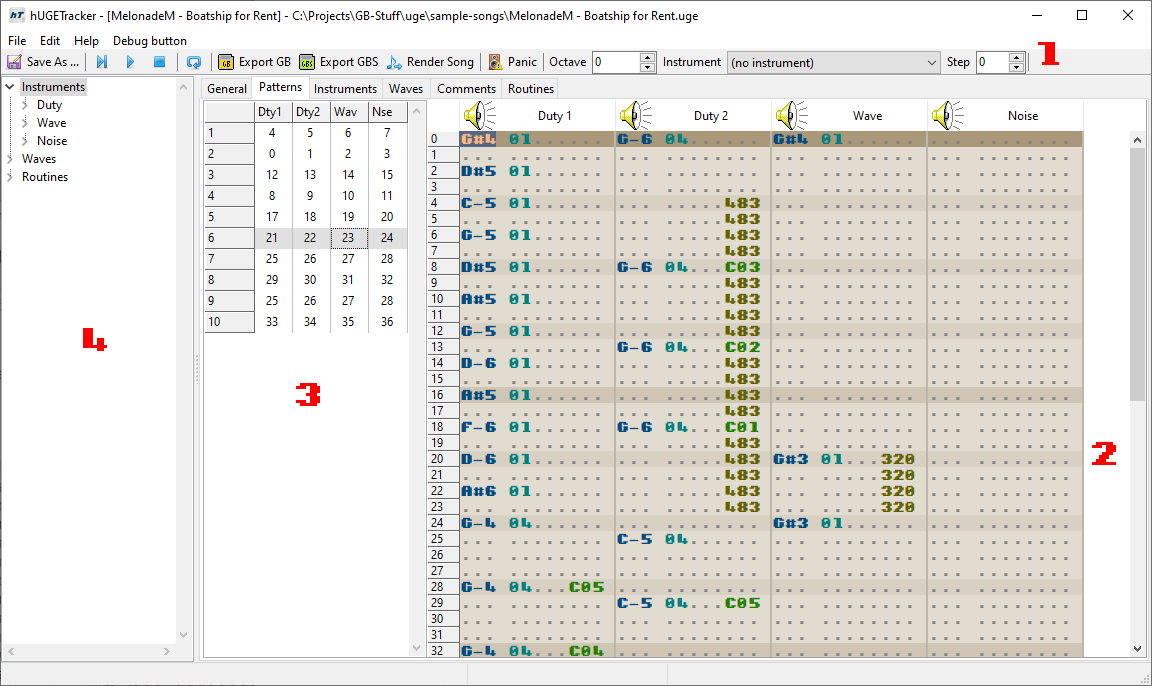 hT hUGETracker - [MelonadeM - Boatship for Rent] - C:\Projects\GB-Stuff\uge\sample-songs\MelonadeM - Boatship for Rent.uge
File Edit Help Debug button
Save As ... GB Export GB GBS Export GBS Render Song Panic Octave 0 Instrument (no instrument) Step 0 1
Instruments
Duty
Wave
Noise
Waves
Routines
4
General Patterns Instruments Waves Comments Routines
Dty1 Dty2 Wav Nse
1 4 5 6 7
2 0 1 2 3
3 12 13 14 15
4 8 9 10 11
5 17 18 19 20
6 21 22 23 24
7 25 26 27 28
8 29 30 31 32
9 25 26 27 28
10 33 34 35 36
3
Duty 1 Duty 2 Wave Noise
0 G#4 01...... G-6 04...... G#4 01...... ... ......
1 ... ...... ... ...... ... ...... ... ......
2 D#5 01...... ... ...... ... ...... ... ......
3 ... ...... ... ...... ... ...... ... ......
4 C-5 01...... ... .....483 ... ...... ... ......
5 ... ...... ... .....483 ... ...... ... ......
6 G-5 01...... ... .....483 ... ...... ... ......
7 ... ...... ... .....483 ... ...... ... ......
8 D#5 01...... G-6 04...C03 ... ...... ... ......
9 ... ...... ... .....483 ... ...... ... ......
10 A#5 01...... ... .....483 ... ...... ... ......
11 ... ...... ... .....483 ... ...... ... ......
12 G-5 01...... ... .....483 ... ...... ... ......
13 ... ...... G-6 04...C02 ... ...... ... ......
14 D-6 01...... ... .....483 ... ...... ... ......
15 ... ...... ... .....483 ... ...... ... ......
16 A#5 01...... ... .....483 ... ...... ... ......
17 ... ...... ... .....483 ... ...... ... ......
18 F-6 01...... G-6 04...C01 ... ...... ... ......
19 ... ...... ... .....483 ... ...... ... ......
20 D-6 01...... ... .....483 G#3 01...320 ... ......
21 ... ...... ... .....483 ... .....320 ... ......
22 A#6 01...... ... .....483 ... .....320 ... ......
23 ... ...... ... .....483 ... .....320 ... ......
24 G-4 04...... ... ...... G#3 01...... ... ......
25 ... ...... C-5 04...... ... ...... ... ......
26 ... ...... ... ...... ... ...... ... ......
27 ... ...... ... ...... ... ...... ... ......
28 G-4 04...C05 ... ...... ... ...... ... ......
29 ... ...... C-5 04...C05 ... ...... ... ......
30 ... ...... ... ...... ... ...... ... ......
31 ... ...... ... ...... ... ...... ... ......
32 G-4 04...C04 ... ...... ... ...... ... ......
2